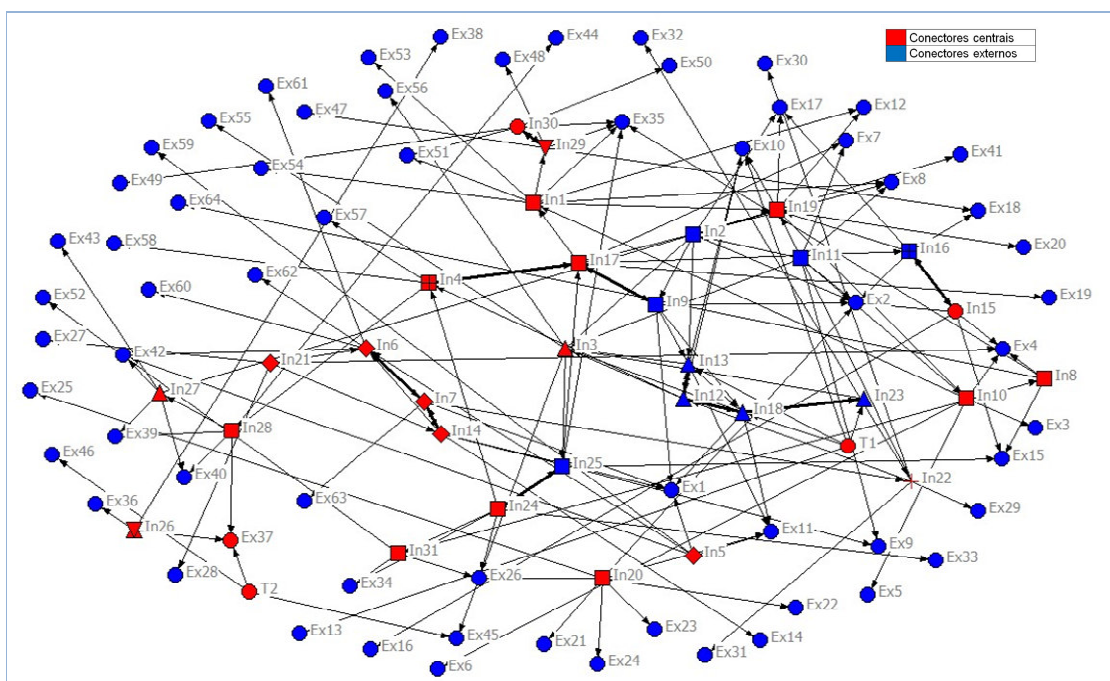 Ex38
Ex44
Ex32
Conectores centrais
Conectores externos
Ex53
Ex48
Ex50
Ex30
Ex61
Ex56
Ex47
Ex17
Ex12
Ex55
In30
Ex35
Ex7
Ex59
In29
Ex10
Ex51
Ex41
Ex54
Ex49
Ex8
Ex64
In1
In19
Ex18
Ex57
In2
Ex43
Ex58
In16
Ex20
In17
In11
Ex62
In4
Ex60
Ex52
In9
Ex2
Ex19
In15
Ex27
Ex42
In6
In3
Ex4
In21
In13
In8
Ex25
In27
In7
In12
In23
In10
In18
Ex39
In28
In14
Ex3
T1
Ex46
Ex40
In25
Ex15
In22
Ex36
Ex63
Ex1
In24
Ex29
In26
Ex37
In31
In5
Ex11
Ex9
Ex33
Ex28
T2
Ex34
Ex26
In20
Ex5
Ex22
Ex13
Ex45
Ex23
Ex16
Ex21
Ex14
Ex6
Ex24
Ex31